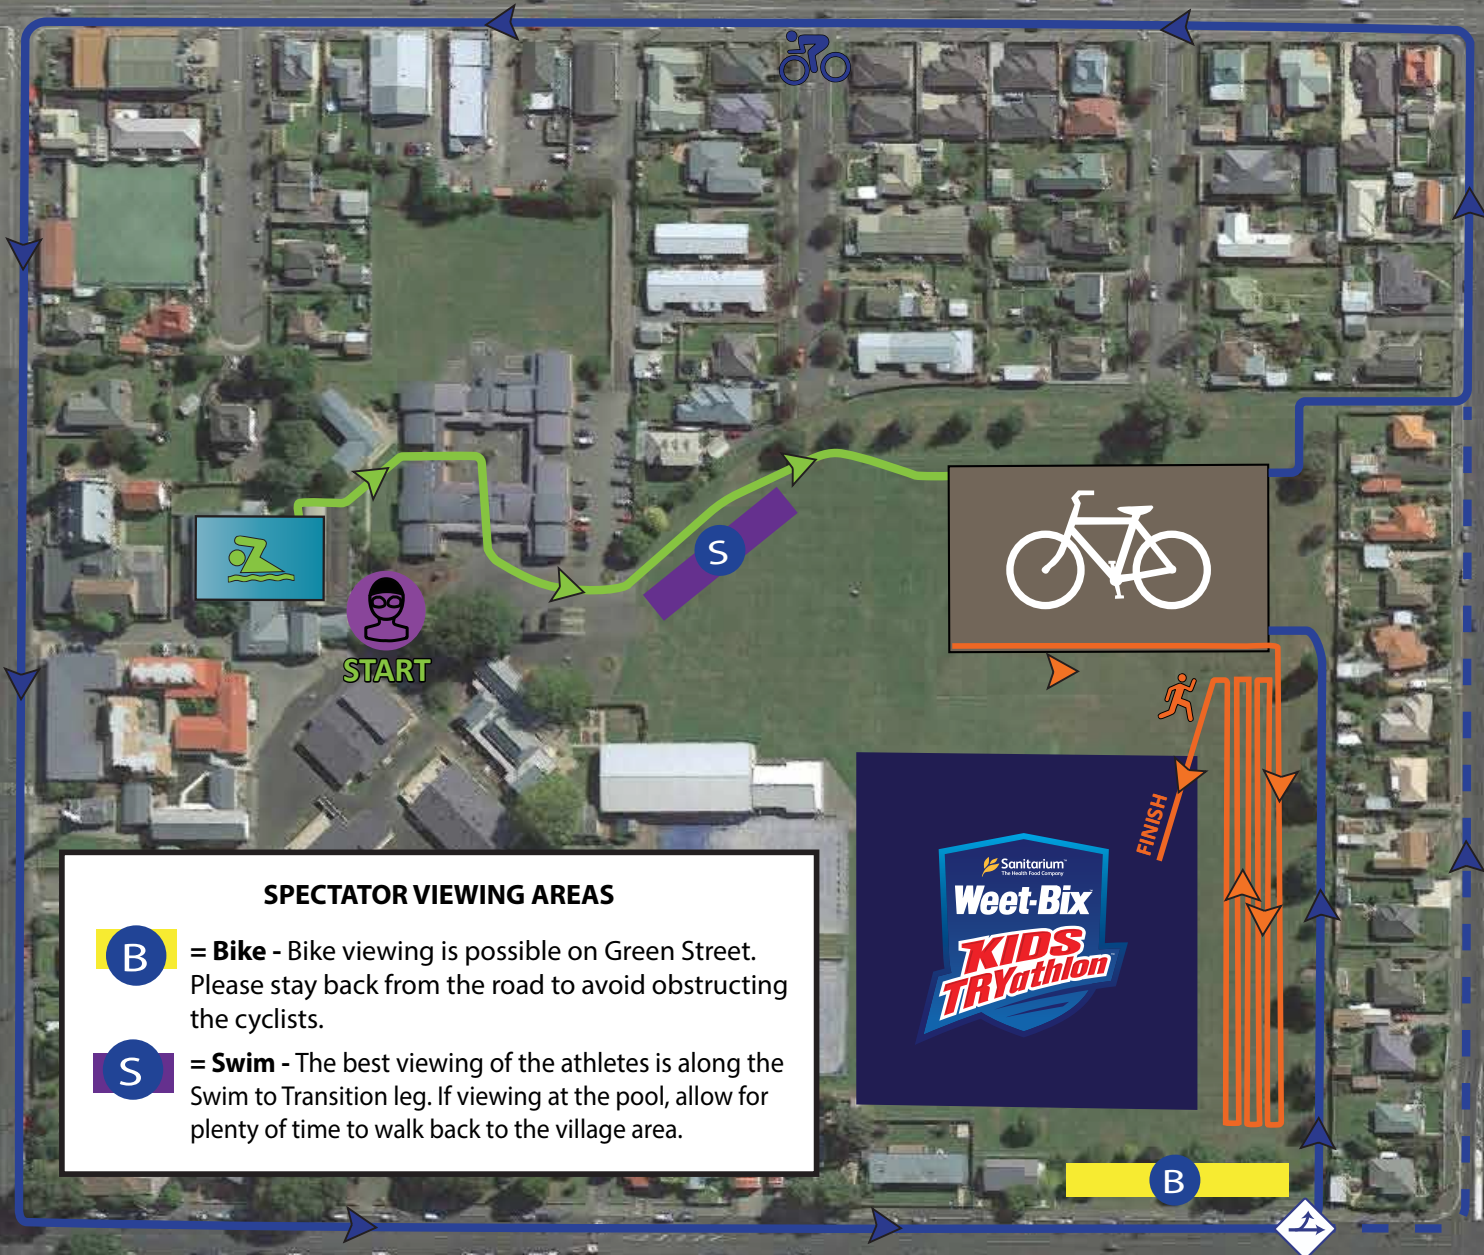 START
S
FINISH
Sanitarium™
The Health Food Company
Weet-Bix
KIDS
TRYathlon™
SPECTATOR VIEWING AREAS
B
= Bike - Bike viewing is possible on Green Street.
Please stay back from the road to avoid obstructing
the cyclists.
S
= Swim - The best viewing of the athletes is along the
Swim to Transition leg. If viewing at the pool, allow for
plenty of time to walk back to the village area.
B